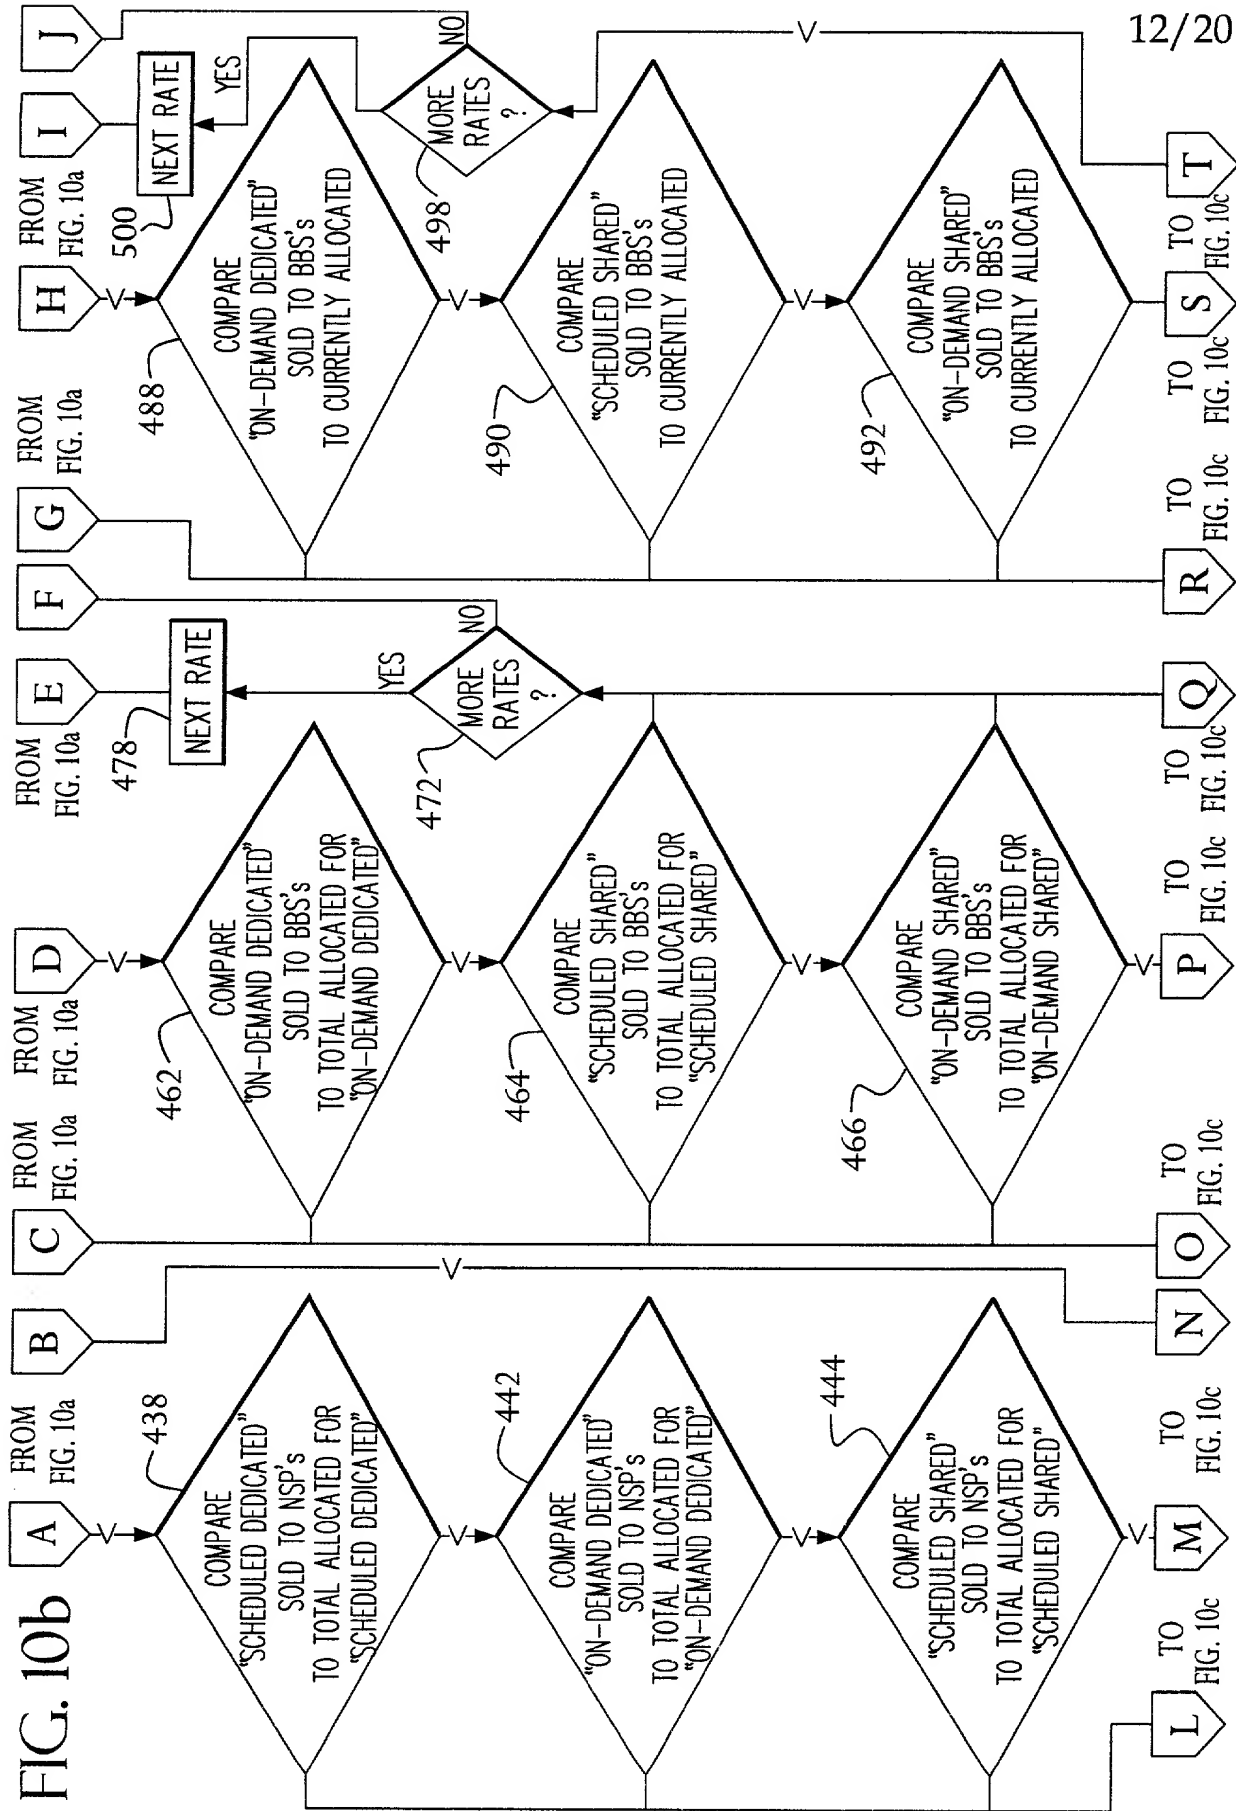 12/20
FIG. 10b
A
FROM
FIG. 10a
B
C
FROM
FIG. 10a
D
FROM
FIG. 10a
E
FROM
FIG. 10a
F
G
FROM
FIG. 10a
H
FROM
FIG. 10a
I
J
438
COMPARE
"SCHEDULED DEDICATED"
SOLD TO NSP's
TO TOTAL ALLOCATED FOR
"SCHEDULED DEDICATED"
442
COMPARE
"ON-DEMAND DEDICATED"
SOLD TO NSP's
TO TOTAL ALLOCATED FOR
"ON-DEMAND DEDICATED"
444
COMPARE
"SCHEDULED SHARED"
SOLD TO NSP's
TO TOTAL ALLOCATED FOR
"SCHEDULED SHARED"
462
COMPARE
"ON-DEMAND DEDICATED"
SOLD TO BBS's
TO TOTAL ALLOCATED FOR
"ON-DEMAND DEDICATED"
464
COMPARE
"SCHEDULED SHARED"
SOLD TO BBS's
TO TOTAL ALLOCATED FOR
"SCHEDULED SHARED"
466
COMPARE
"ON-DEMAND SHARED"
SOLD TO BBS's
TO TOTAL ALLOCATED FOR
"ON-DEMAND SHARED"
478
NEXT RATE
YES
472
MORE
RATES
?
NO
488
COMPARE
"ON-DEMAND DEDICATED"
SOLD TO BBS's
TO CURRENTLY ALLOCATED
490
COMPARE
"SCHEDULED SHARED"
SOLD TO BBS's
TO CURRENTLY ALLOCATED
492
COMPARE
"ON-DEMAND SHARED"
SOLD TO BBS's
TO CURRENTLY ALLOCATED
500
NEXT RATE
YES
498
MORE
RATES
?
NO
L
TO
FIG. 10c
M
TO
FIG. 10c
N
O
TO
FIG. 10c
P
TO
FIG. 10c
Q
TO
FIG. 10c
R
TO
FIG. 10c
S
TO
FIG. 10c
T
TO
FIG. 10c